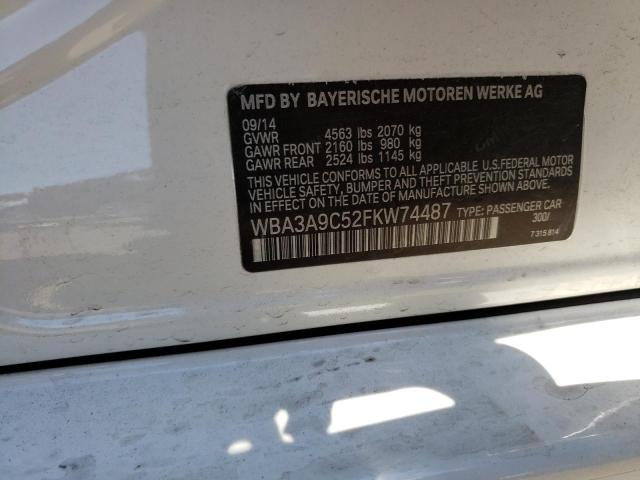 MFD BY BAYERISCHE MOTOREN WERKE AG
09/14
GVWR 4563 lbs 2070 kg
GAWR FRONT 2160 lbs 980 kg
GAWR REAR 2524 lbs 1145 kg
THIS VEHICLE CONFORMS TO ALL APPLICABLE U.S. FEDERAL MOTOR
VEHICLE SAFETY, BUMPER AND THEFT PREVENTION STANDARDS
IN EFFECT ON THE DATE OF MANUFACTURE SHOWN ABOVE.
WBA3A9C52FKW74487 TYPE: PASSENGER CAR
300/
7 315 814